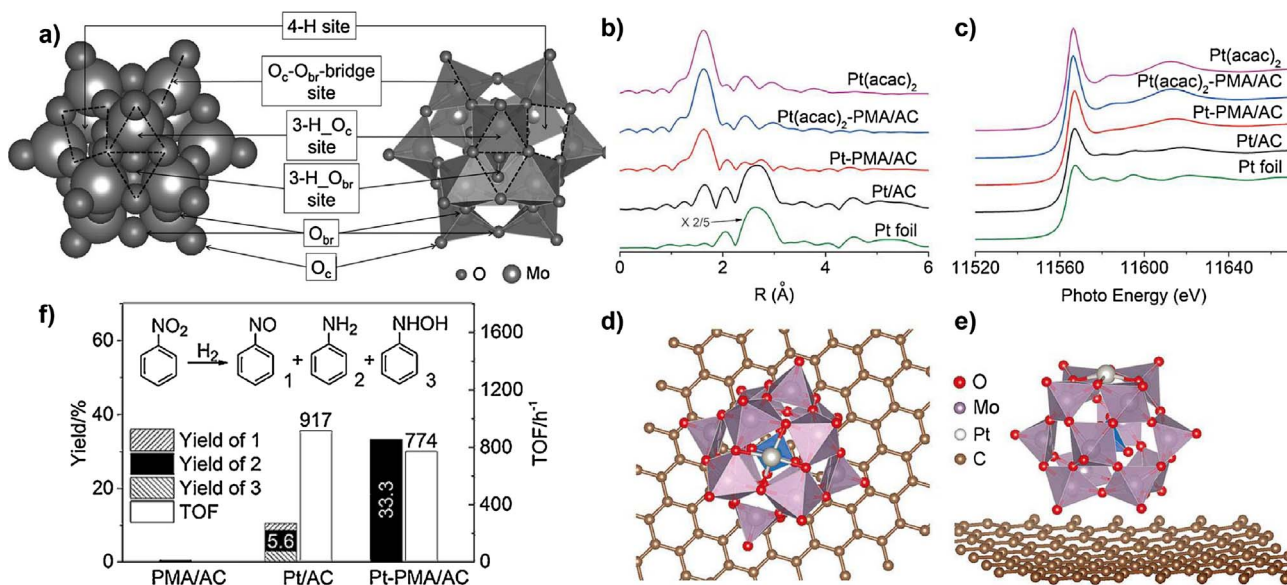 a)
4-H site
Oc-Obr-bridge
site
3-H_Oc
site
3-H_Obr
site
Obr
Oc
O
Mo
b)
Pt(acac)2
Pt(acac)2-PMA/AC
Pt-PMA/AC
Pt/AC
X 2/5
Pt foil
0 2 4 6
R (Å)
c)
Pt(acac)2
Pt(acac)2-PMA/AC
Pt-PMA/AC
Pt/AC
Pt foil
11520 11560 11600 11640
Photo Energy (eV)
f)
NO2 NO NH2 NHOH
H2
+ +
1 2 3
Yield/%
60
40
20
0
Yield of 1
Yield of 2
Yield of 3
TOF
5.6
917
33.3
774
TOF/h-1
1600
1200
800
400
0
PMA/AC Pt/AC Pt-PMA/AC
d)
e)
O
Mo
Pt
C